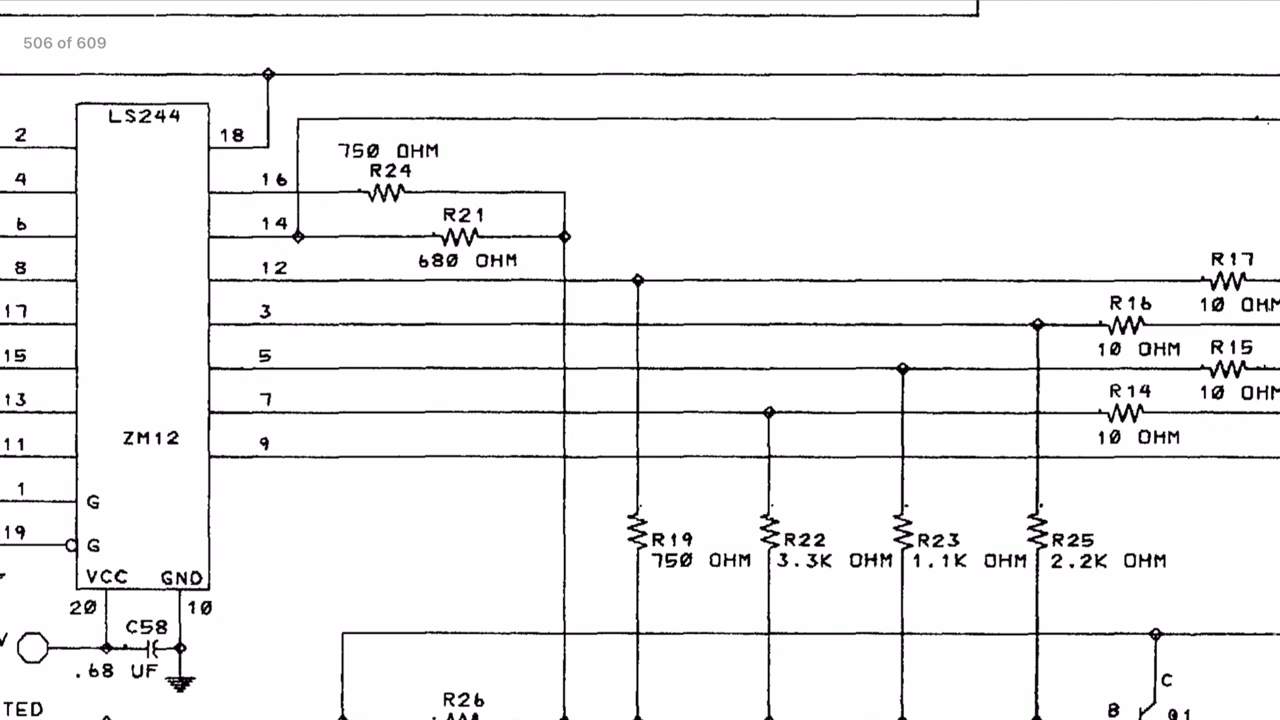 506 of 609
LS244
2
18
750 OHM
R24
4
16
R21
6
14
680 OHM
8
12
R17
10 OHM
17
3
R16
10 OHM
15
5
R15
10 OHM
13
7
R14
10 OHM
ZM12
11
9
1
G
19
G
R19
750 OHM
R22
3.3K OHM
R23
1.1K OHM
R25
2.2K OHM
VCC
GND
20
10
C58
V
.68 UF
R26
C
TED
B
Q1